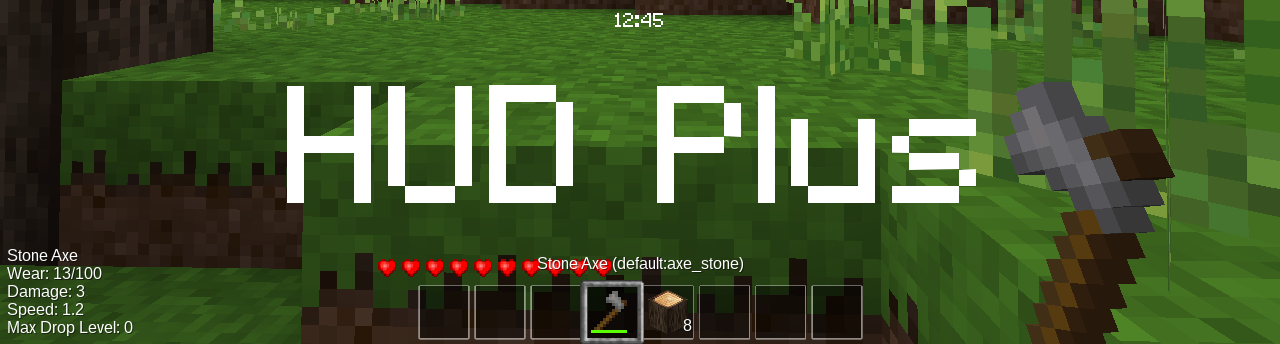 12:45
HUD Plus
Stone Axe
Wear: 13/100
Damage: 3
Speed: 1.2
Max Drop Level: 0
Stone Axe (default:axe_stone)
8